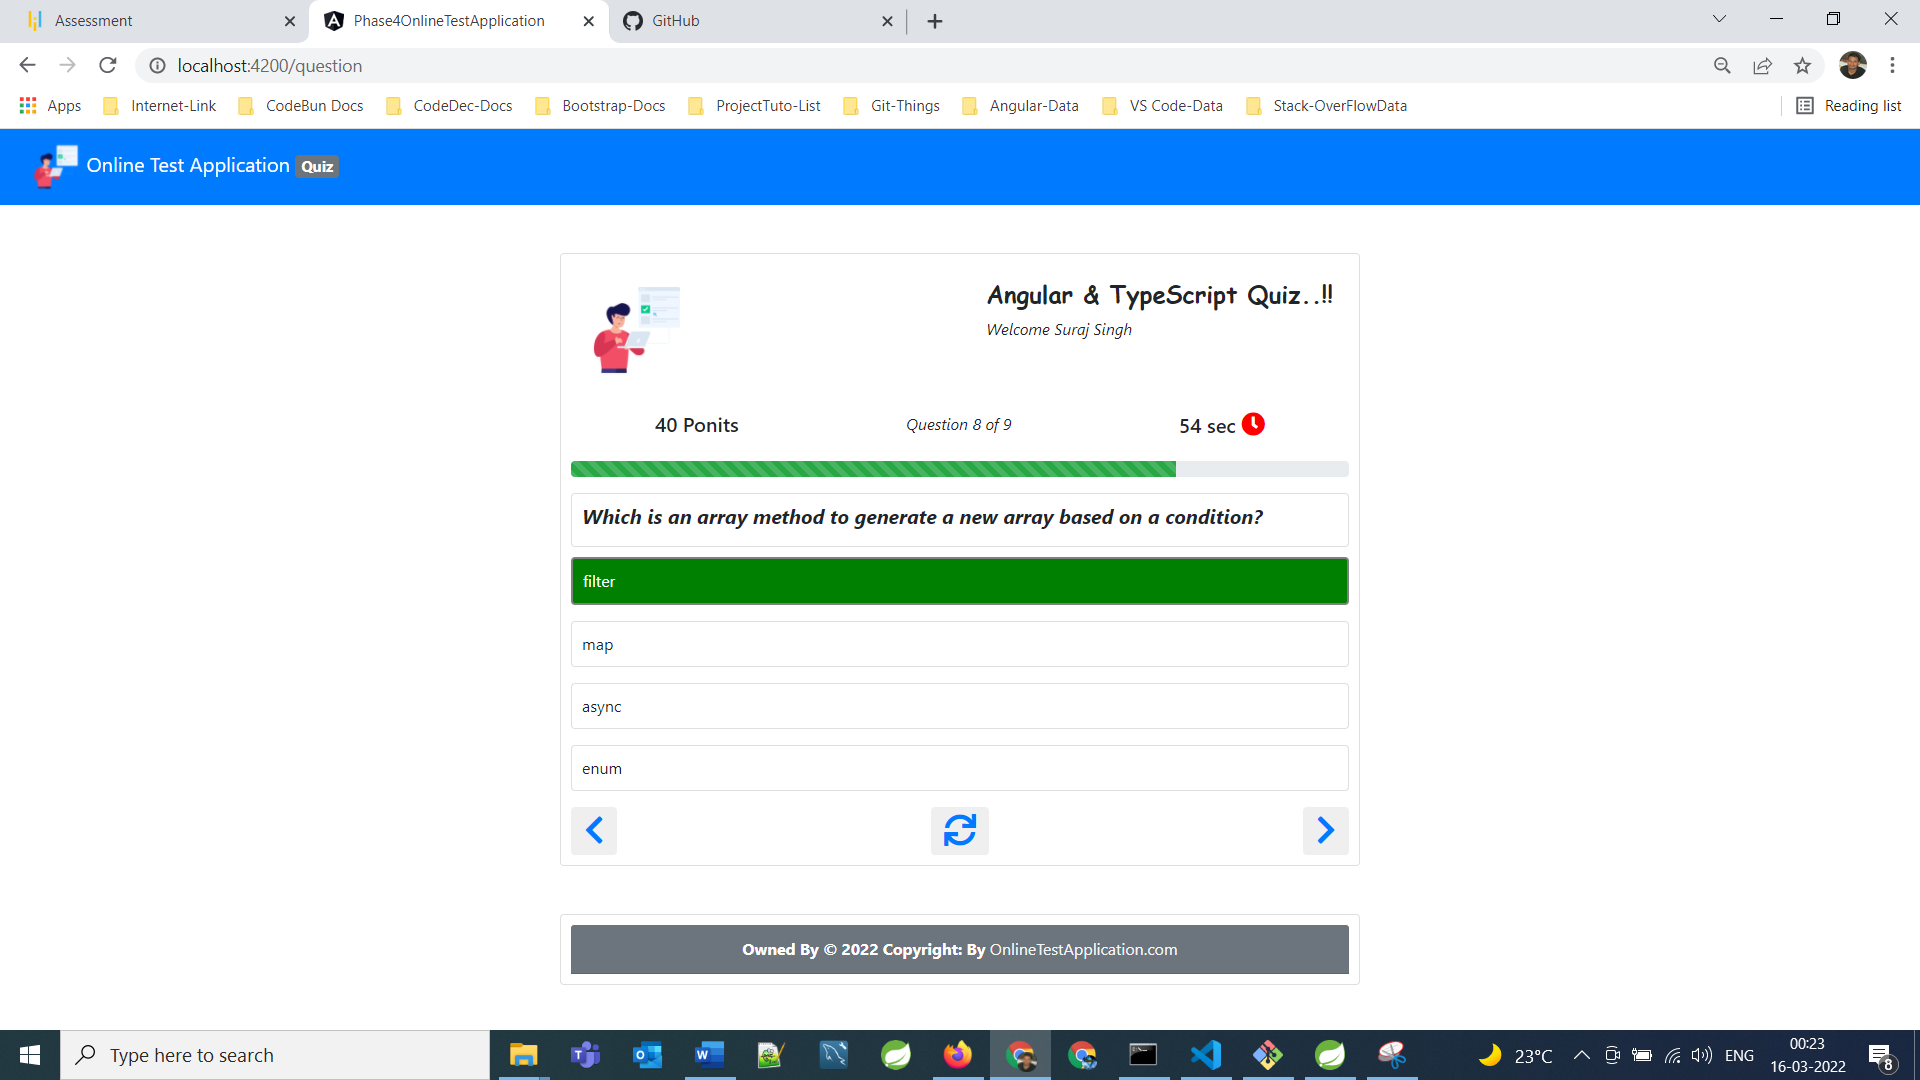 Assessment
Phase4OnlineTestApplication
GitHub
localhost:4200/question
Apps
Internet-Link
CodeBun Docs
CodeDec-Docs
Bootstrap-Docs
ProjectTuto-List
Git-Things
Angular-Data
VS Code-Data
Stack-OverFlowData
Reading list
Online Test Application Quiz
Angular & TypeScript Quiz..!!
Welcome Suraj Singh
40 Ponits
Question 8 of 9
54 sec
Which is an array method to generate a new array based on a condition?
filter
map
async
enum
Owned By © 2022 Copyright: By OnlineTestApplication.com
Type here to search
23°C
ENG
00:23
16-03-2022
8